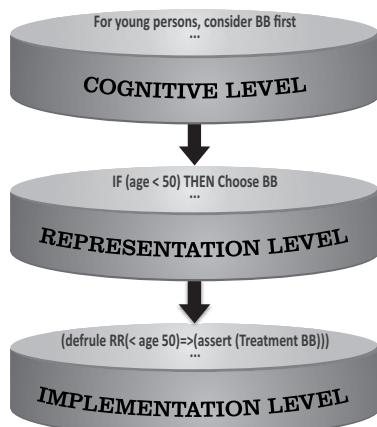 For young persons, consider BB first
...
COGNITIVE LEVEL
IF (age < 50) THEN Choose BB
...
REPRESENTATION LEVEL
(defrule RR(< age 50)=>(assert (Treatment BB)))
...
IMPLEMENTATION LEVEL